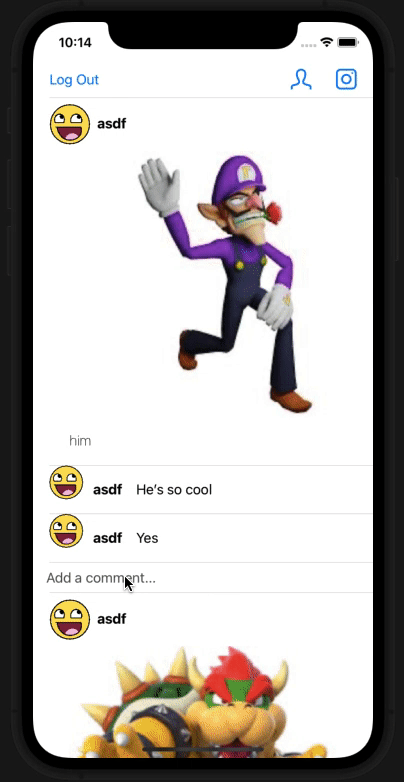 10:14
Log Out
asdf
him
asdf He's so cool
asdf Yes
Add a comment...
asdf